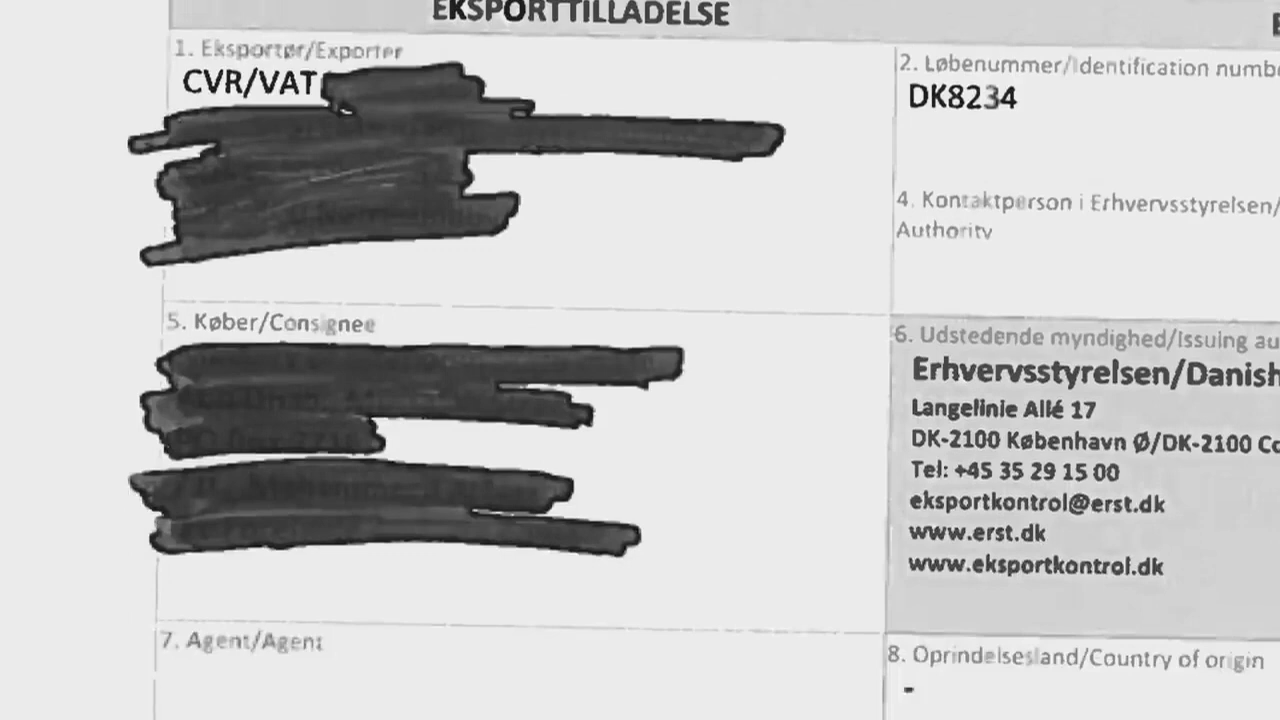 EKSPORTTILLADELSE
1. Eksportør/Exporter
CVR/VAT
2. Løbenummer/Identification numb
DK8234
4. Kontaktperson i Erhvervsstyrelsen/
Authority
5. Køber/Consignee
6. Udstedende myndighed/Issuing au
Erhvervsstyrelsen/Danish
Langelinie Allé 17
DK-2100 København Ø/DK-2100 Co
Tel: +45 35 29 15 00
eksportkontrol@erst.dk
www.erst.dk
www.eksportkontrol.dk
7. Agent/Agent
8. Oprindelsesland/Country of origin
-